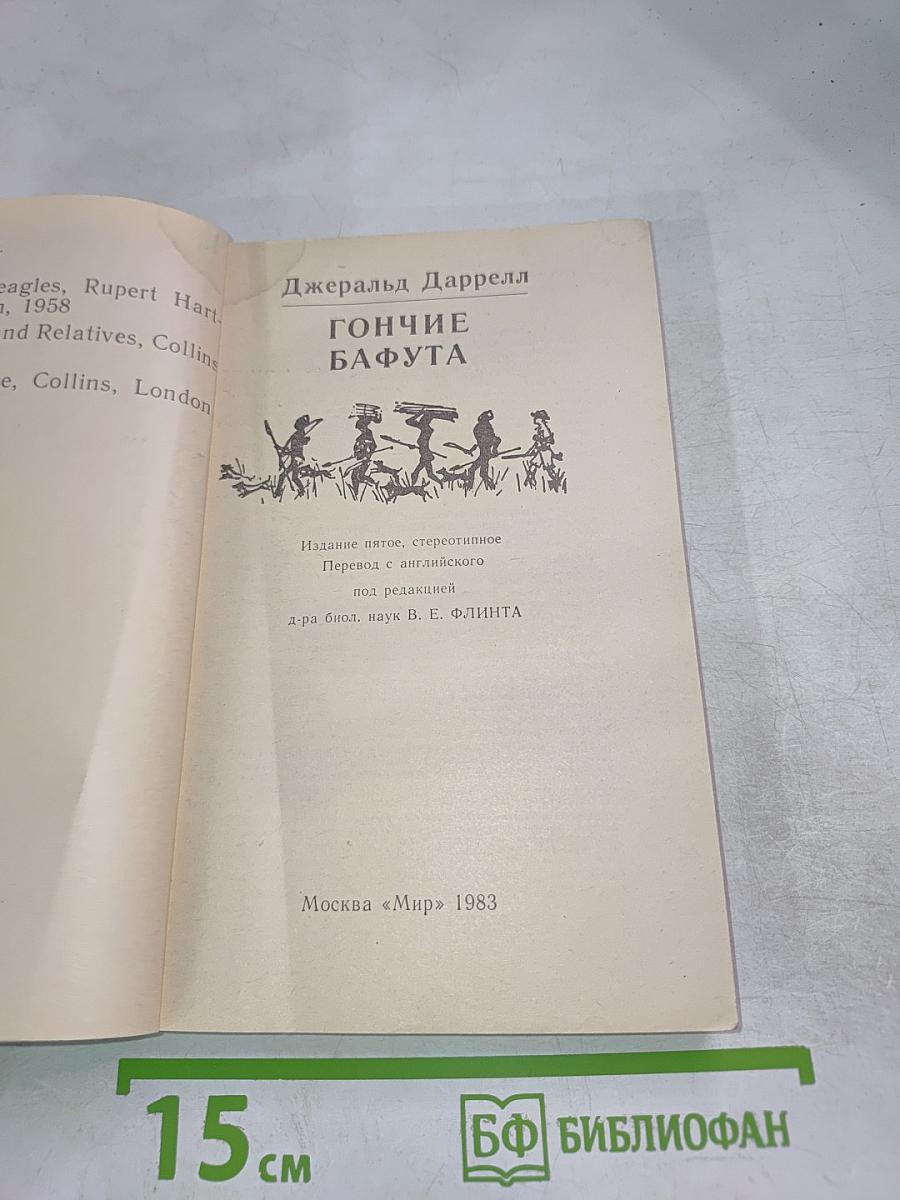 eagles, Rupert Hart-
1958
nd Relatives, Collins
e, Collins, London
Джеральд Даррелл
ГОНЧИЕ
БАФУТА
Издание пятое, стереотипное
Перевод с английского
под редакцией
д-ра биол. наук В. Е. ФЛИНТА
Москва «Мир» 1983
15 см
БФ БИБЛИОФАН